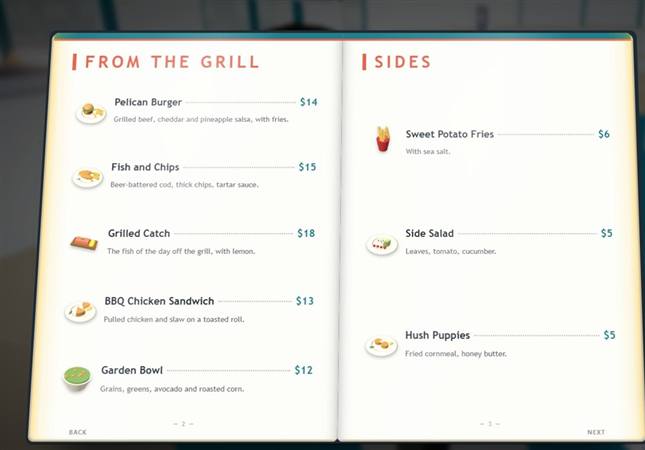 FROM THE GRILL
Pelican Burger $14
Grilled beef, cheddar and pineapple salsa, with fries.
Fish and Chips $15
Beer-battered cod, thick chips, tartar sauce.
Grilled Catch $18
The fish of the day off the grill, with lemon.
BBQ Chicken Sandwich $13
Pulled chicken and slaw on a toasted roll.
Garden Bowl $12
Grains, greens, avocado and roasted corn.
– 2 –
BACK
SIDES
Sweet Potato Fries $6
With sea salt.
Side Salad $5
Leaves, tomato, cucumber.
Hush Puppies $5
Fried cornmeal, honey butter.
– 3 –
NEXT